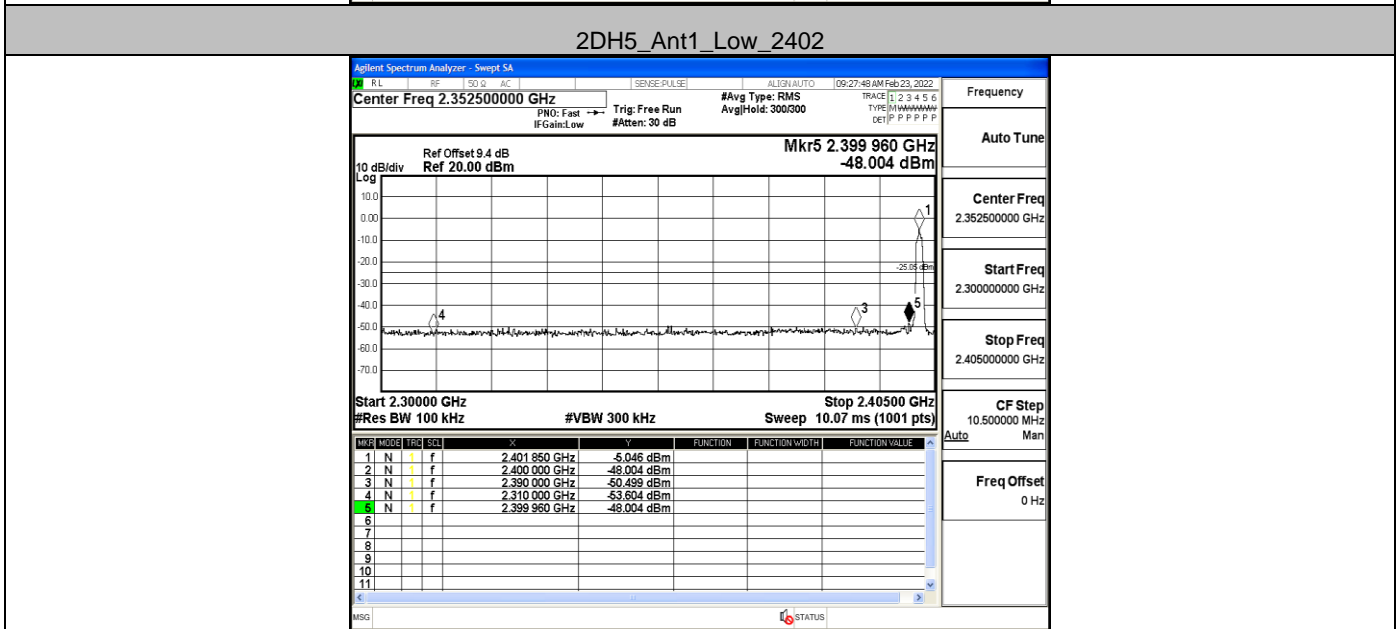 2DH5_Ant1_Low_2402
Agilent Spectrum Analyzer - Swept SA
RL RF 50 Ω AC SENSE:PULSE ALIGN AUTO 09:27:48 AM Feb 23, 2022
Center Freq 2.352500000 GHz
PNO: Fast
IFGain:Low
Trig: Free Run
#Atten: 30 dB
#Avg Type: RMS
Avg|Hold: 300/300
TRACE 1 2 3 4 5 6
TYPE M
DET P P P P P P
Mkr5 2.399 960 GHz
-48.004 dBm
Ref Offset 9.4 dB
10 dB/div Ref 20.00 dBm
Log
10.0
0.00
-10.0
-20.0
-30.0
-40.0
-50.0
-60.0
-70.0
1
-25.05 dBm
3
5
4
Start 2.30000 GHz Stop 2.40500 GHz
#Res BW 100 kHz #VBW 300 kHz Sweep 10.07 ms (1001 pts)
MKR MODE TRC SCL X Y FUNCTION FUNCTION WIDTH FUNCTION VALUE
1 N 1 f 2.401 850 GHz -5.046 dBm
2 N 1 f 2.400 000 GHz -48.004 dBm
3 N 1 f 2.390 000 GHz -50.499 dBm
4 N 1 f 2.310 000 GHz -53.604 dBm
5 N 1 f 2.399 960 GHz -48.004 dBm
6
7
8
9
10
11
MSG STATUS
Frequency
Auto Tune
Center Freq
2.352500000 GHz
Start Freq
2.300000000 GHz
Stop Freq
2.405000000 GHz
CF Step
10.500000 MHz
Auto Man
Freq Offset
0 Hz